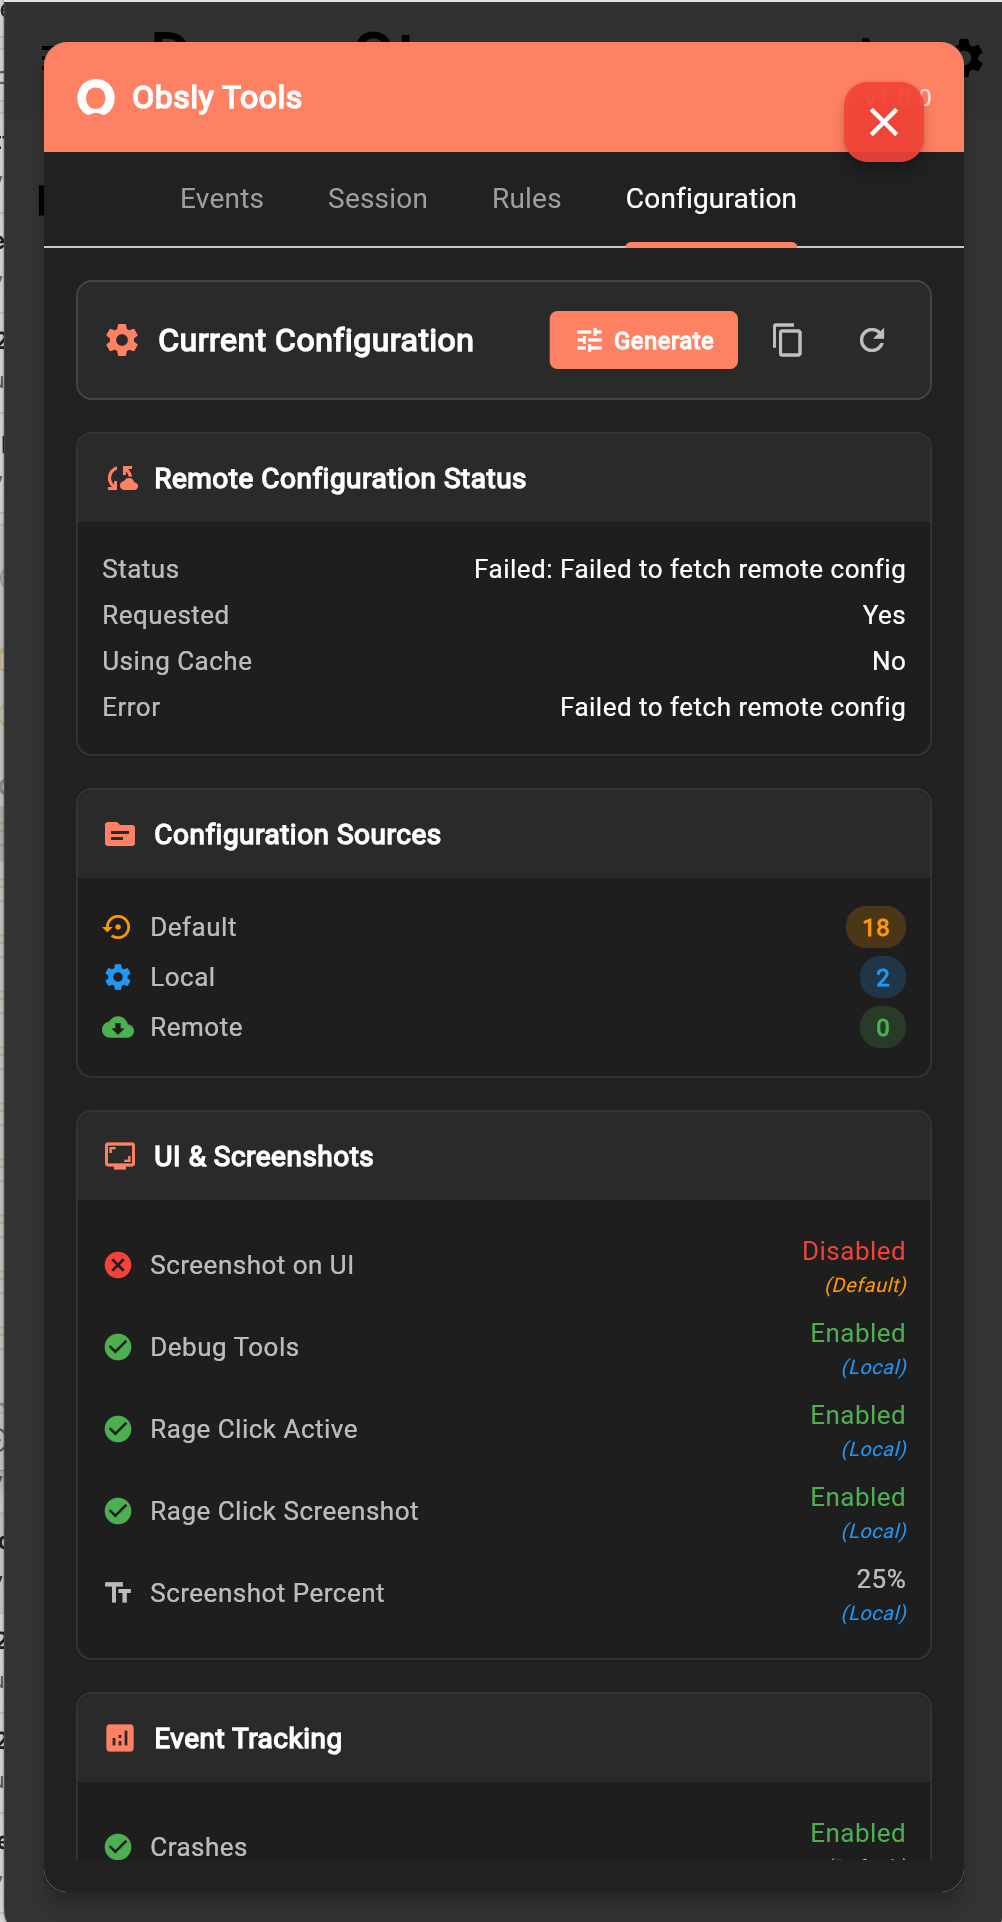 Obsly Tools
Events Session Rules Configuration
Current Configuration Generate
Remote Configuration Status
Status Failed: Failed to fetch remote config
Requested Yes
Using Cache No
Error Failed to fetch remote config
Configuration Sources
Default 18
Local 2
Remote 0
UI & Screenshots
Screenshot on UI Disabled
(Default)
Debug Tools Enabled
(Local)
Rage Click Active Enabled
(Local)
Rage Click Screenshot Enabled
(Local)
Screenshot Percent 25%
(Local)
Event Tracking
Crashes Enabled